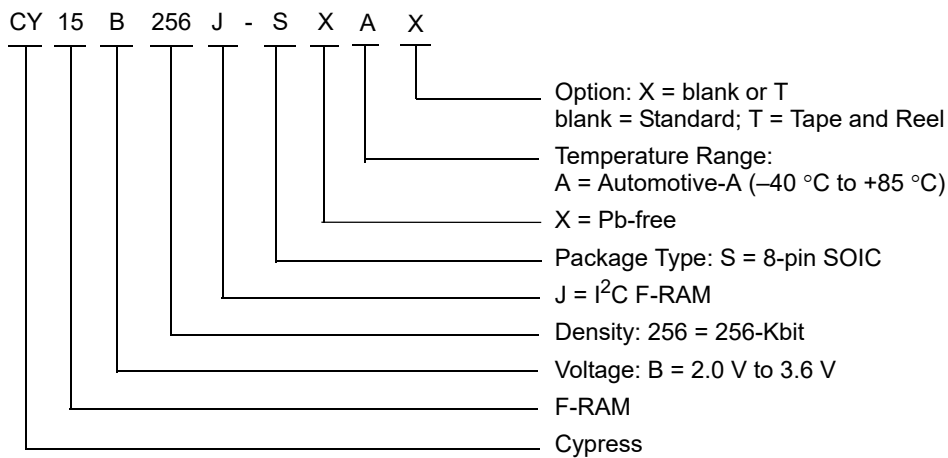 CY 15 B 256 J - S X A X
Option: X = blank or T
blank = Standard; T = Tape and Reel
Temperature Range:
A = Automotive-A (–40 °C to +85 °C)
X = Pb-free
Package Type: S = 8-pin SOIC
J = I²C F-RAM
Density: 256 = 256-Kbit
Voltage: B = 2.0 V to 3.6 V
F-RAM
Cypress